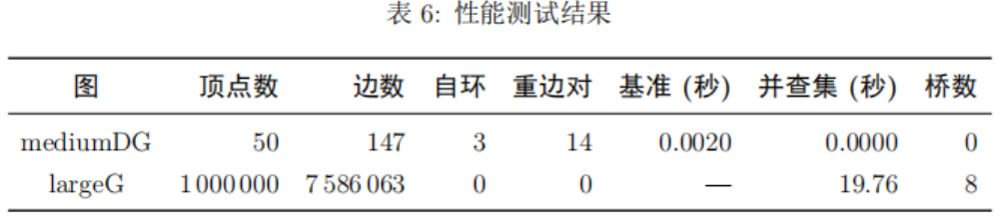 表 6: 性能测试结果
图 顶点数 边数 自环 重边对 基准 (秒) 并查集 (秒) 桥数
mediumDG 50 147 3 14 0.0020 0.0000 0
largeG 1 000 000 7 586 063 0 0 — 19.76 8